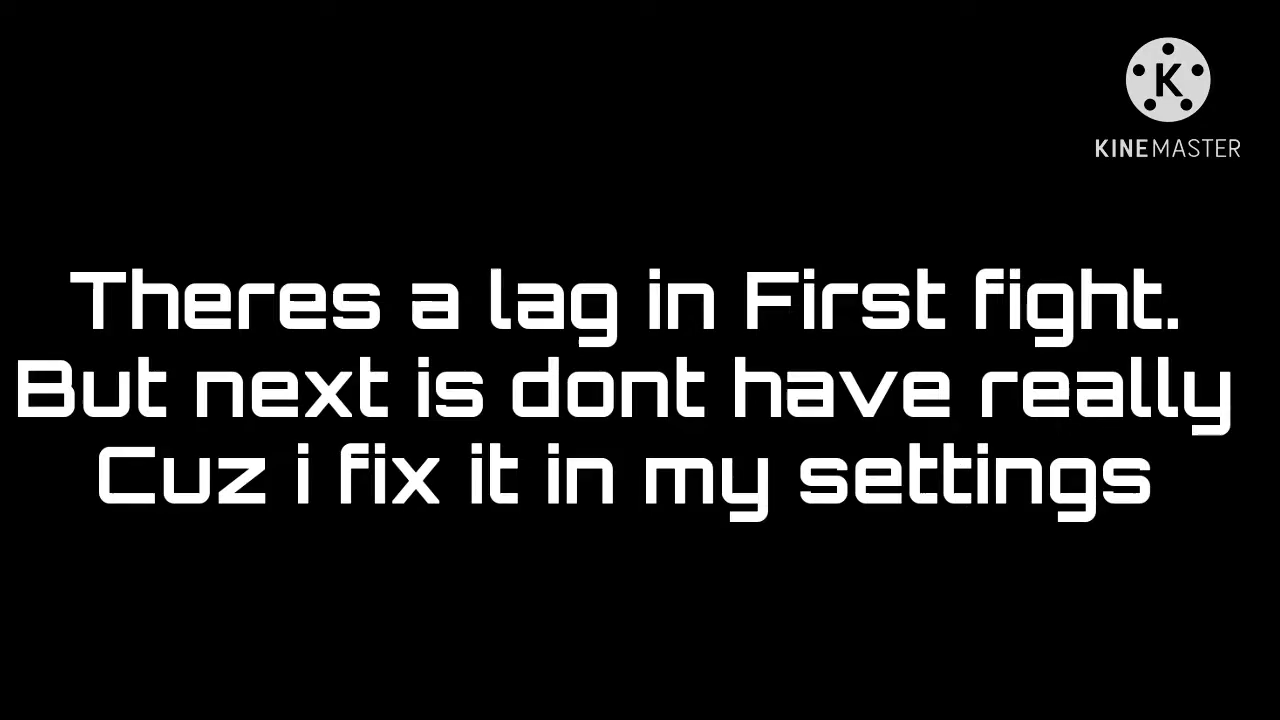 K
KINEMASTER
Theres a lag in First fight.
But next is dont have really
Cuz i fix it in my settings